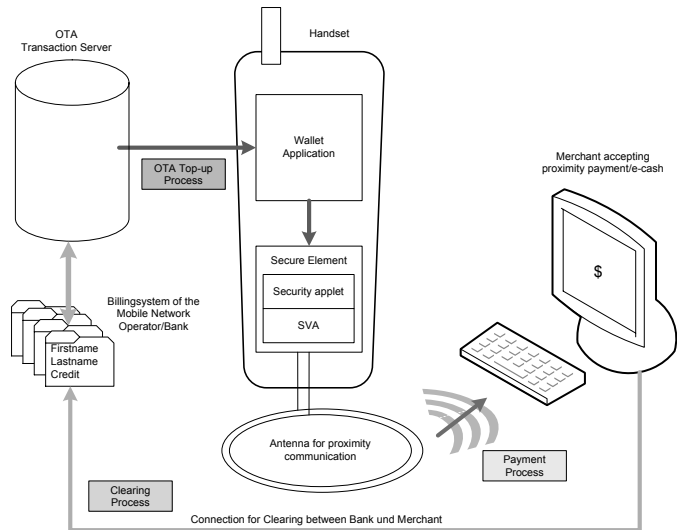 OTA
Transaction Server
Handset
Wallet
Application
OTA Top-up
Process
Merchant accepting
proximity payment/e-cash
$
Secure Element
Security applet
SVA
Billingsystem of the
Mobile Network
Operator/Bank
Firstname
Lastname
Credit
Antenna for proximity
communication
Payment
Process
Clearing
Process
Connection for Clearing between Bank und Merchant